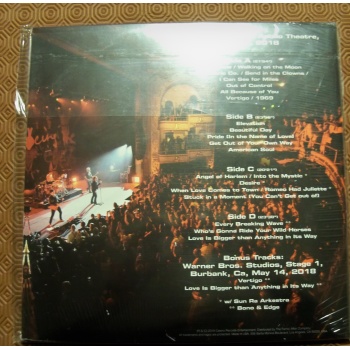 Theatre,
2018
Side A
Walking on the Moon
Send in the Clowns /
I Can See for Miles
Out of Control
All Because of You
Vertigo / 1969
Side B
Elevation
Beautiful Day
Pride (In the Name of Love)
Get Out of Your Own Way
American Soul
Side C
Angel of Harlem / Into the Mystic *
Desire *
When Love Comes to Town / Romeo Had Juliette *
Stuck in a Moment (You Can't Get out of)
Side D
Every Breaking Wave **
Who's Gonna Ride Your Wild Horses
Love Is Bigger than Anything in Its Way
Bonus Tracks:
Warner Bros. Studios, Stage 1,
Burbank, Ca, May 14, 2018
Vertigo **
Love Is Bigger than Anything in Its Way **
* w/ Sun Ra Arkestra
** Bono & Edge